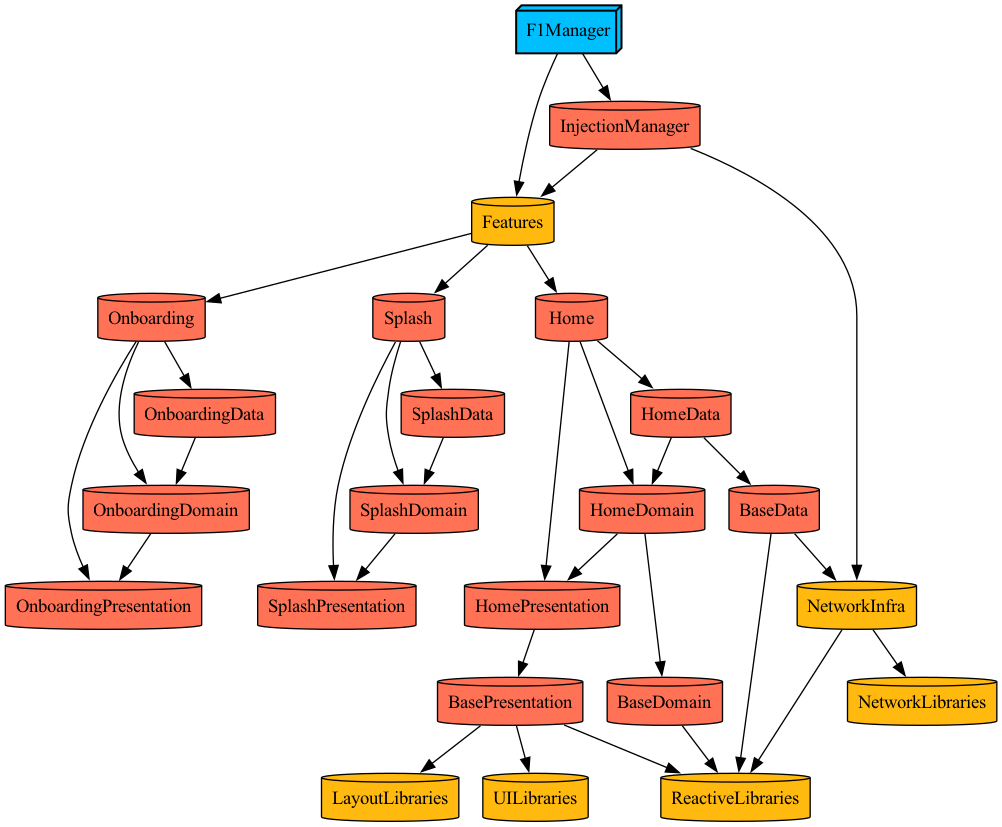 F1Manager
InjectionManager
Features
Onboarding
Splash
Home
OnboardingData
SplashData
HomeData
OnboardingDomain
SplashDomain
HomeDomain
BaseData
OnboardingPresentation
SplashPresentation
HomePresentation
NetworkInfra
BasePresentation
BaseDomain
NetworkLibraries
LayoutLibraries
UILibraries
ReactiveLibraries